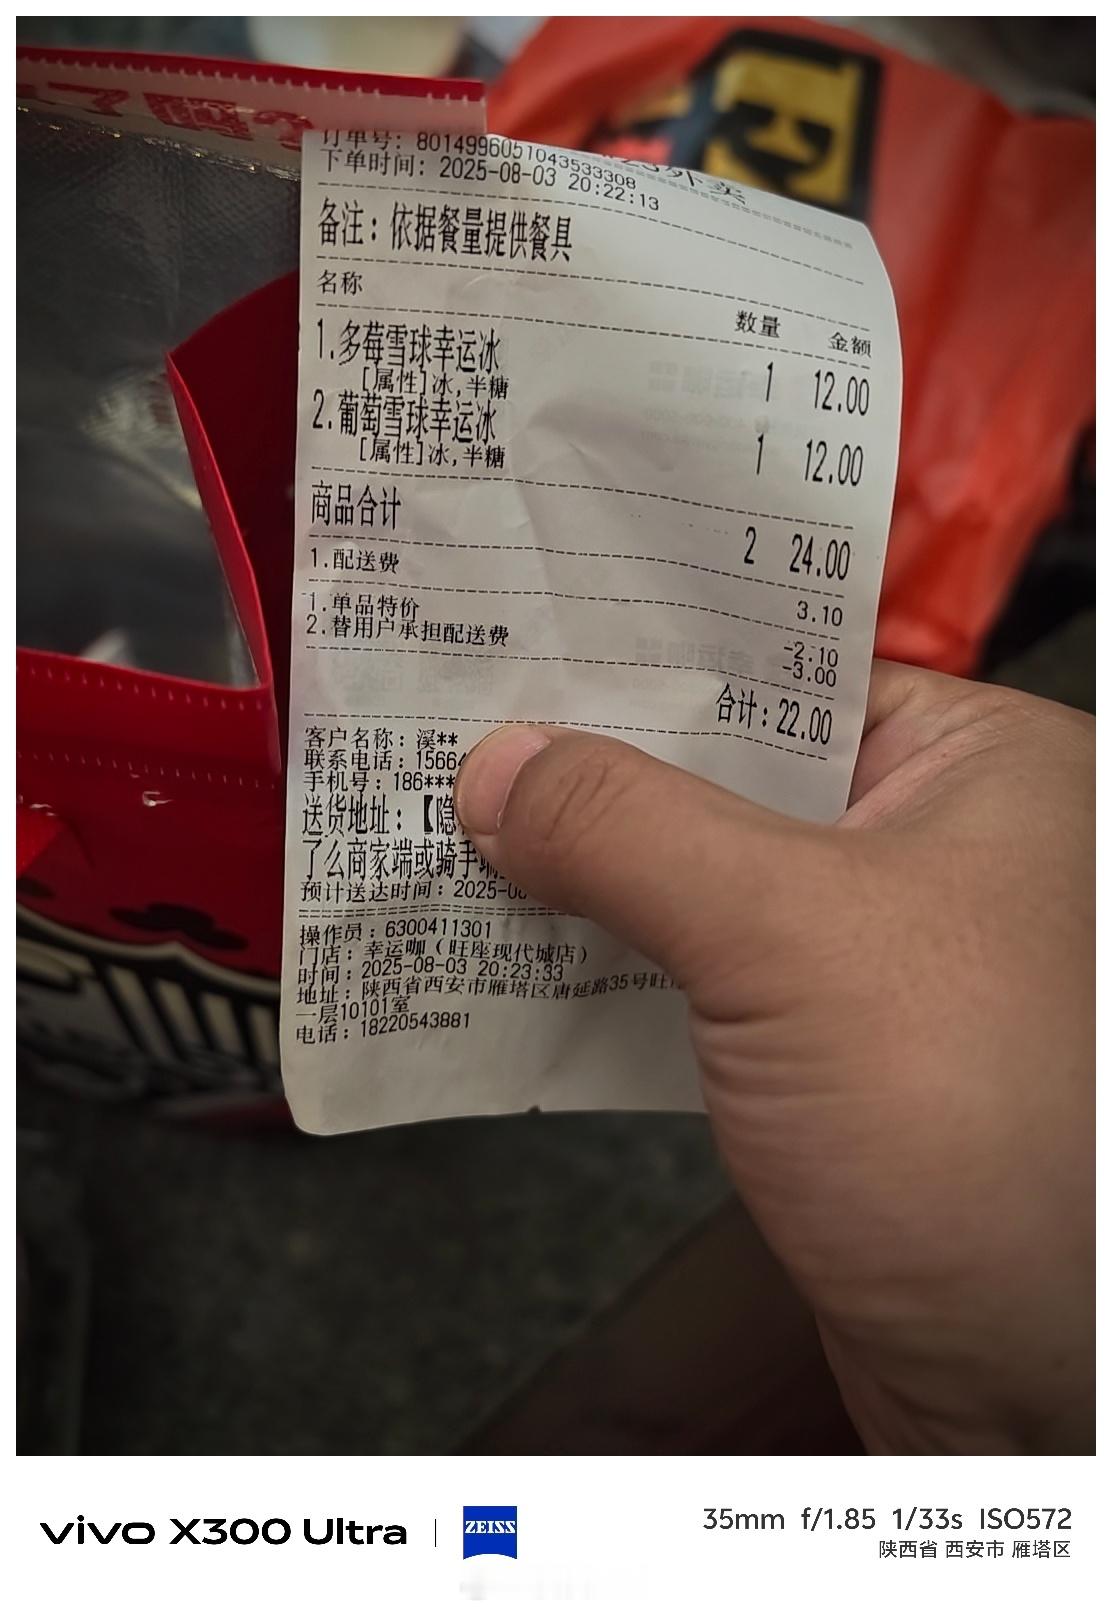 订单号: 801499605104353​3308
下单时间: 2025-08-03 20:22:13
外卖
备注: 依据餐量提供餐具
名称 数量 金额
1.多莓雪球幸运冰 1 12.00
[属性]冰,半糖
2.葡萄雪球幸运冰 1 12.00
[属性]冰,半糖
商品合计 2 24.00
1.配送费 3.10
1.单品特价 -2.10
2.替用户承担配送费 -3.00
合计: 22.00
客户名称: 溪**
联系电话: 1566
手机号: 186***
送货地址: 【隐
了么商家端或骑手端
预计送达时间: 2025-0
操作员: 6300411301
门店: 幸运咖（旺座现代城店）
时间: 2025-08-03 20:23:33
地址: 陕西省西安市雁塔区唐延路35号旺
一层10101室
电话: 18220543881
vivo X300 Ultra
ZEISS
35mm f/1.85 1/33s ISO572
陕西省 西安市 雁塔区